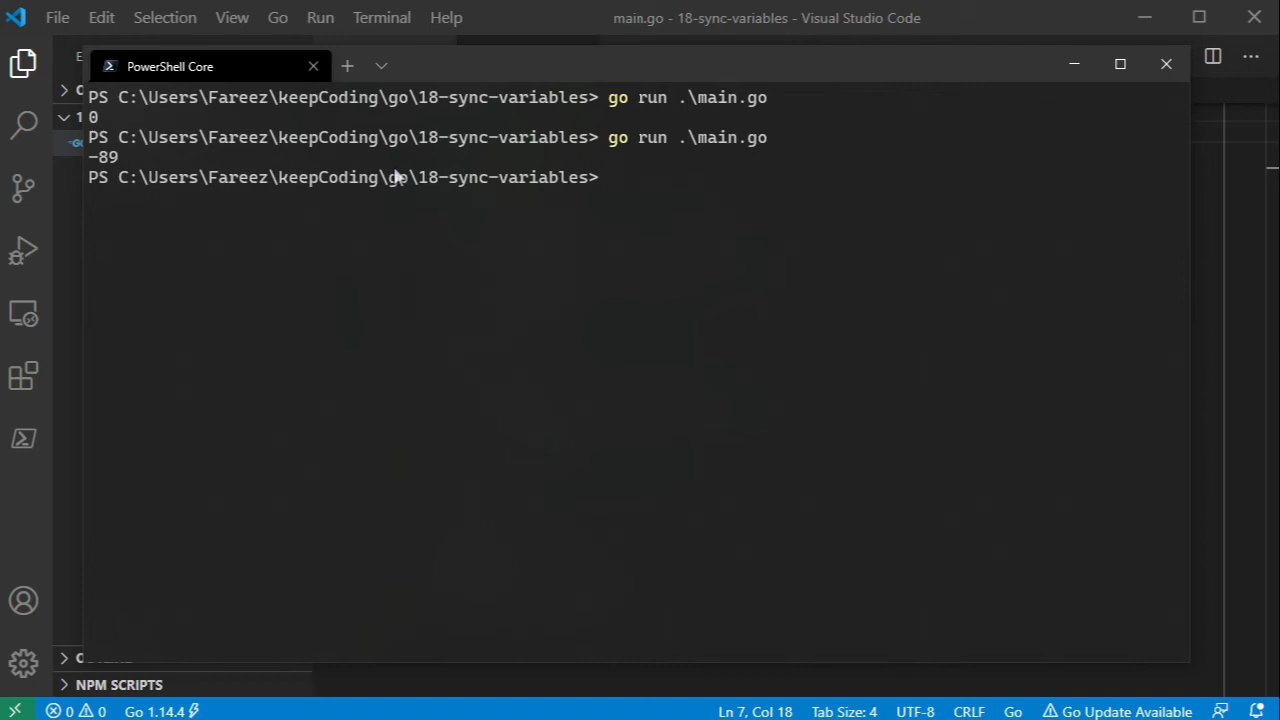 File Edit Selection View Go Run Terminal Help main.go - 18-sync-variables - Visual Studio Code
PowerShell Core
PS C:\Users\Fareez\keepCoding\go\18-sync-variables> go run .\main.go
0
PS C:\Users\Fareez\keepCoding\go\18-sync-variables> go run .\main.go
-89
PS C:\Users\Fareez\keepCoding\go\18-sync-variables>
NPM SCRIPTS
0 0 Go 1.14.4 Ln 7, Col 18 Tab Size: 4 UTF-8 CRLF Go Go Update Available